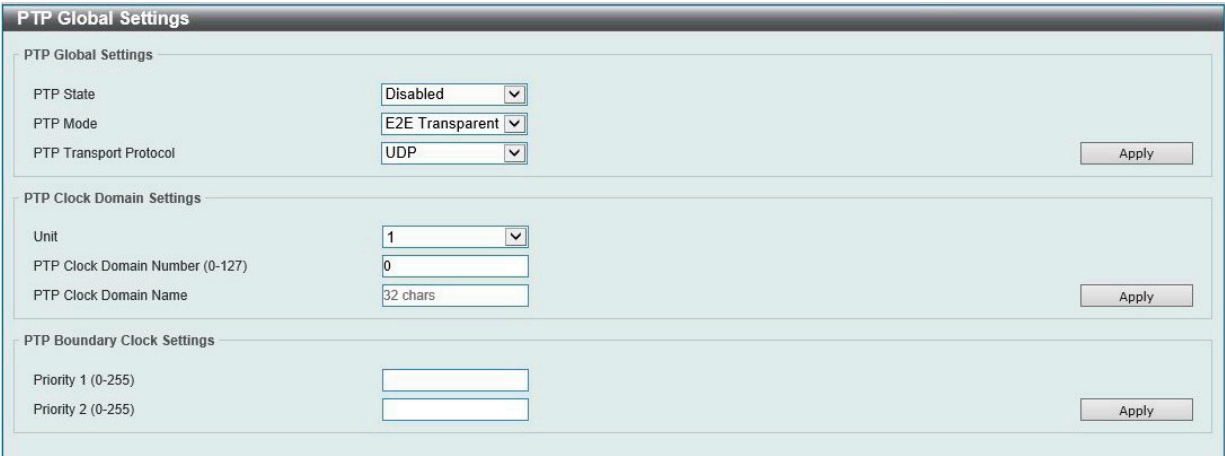 PTP Global Settings
PTP Global Settings
PTP State Disabled
PTP Mode E2E Transparent
PTP Transport Protocol UDP Apply
PTP Clock Domain Settings
Unit 1
PTP Clock Domain Number (0-127) 0
PTP Clock Domain Name 32 chars Apply
PTP Boundary Clock Settings
Priority 1 (0-255)
Priority 2 (0-255) Apply